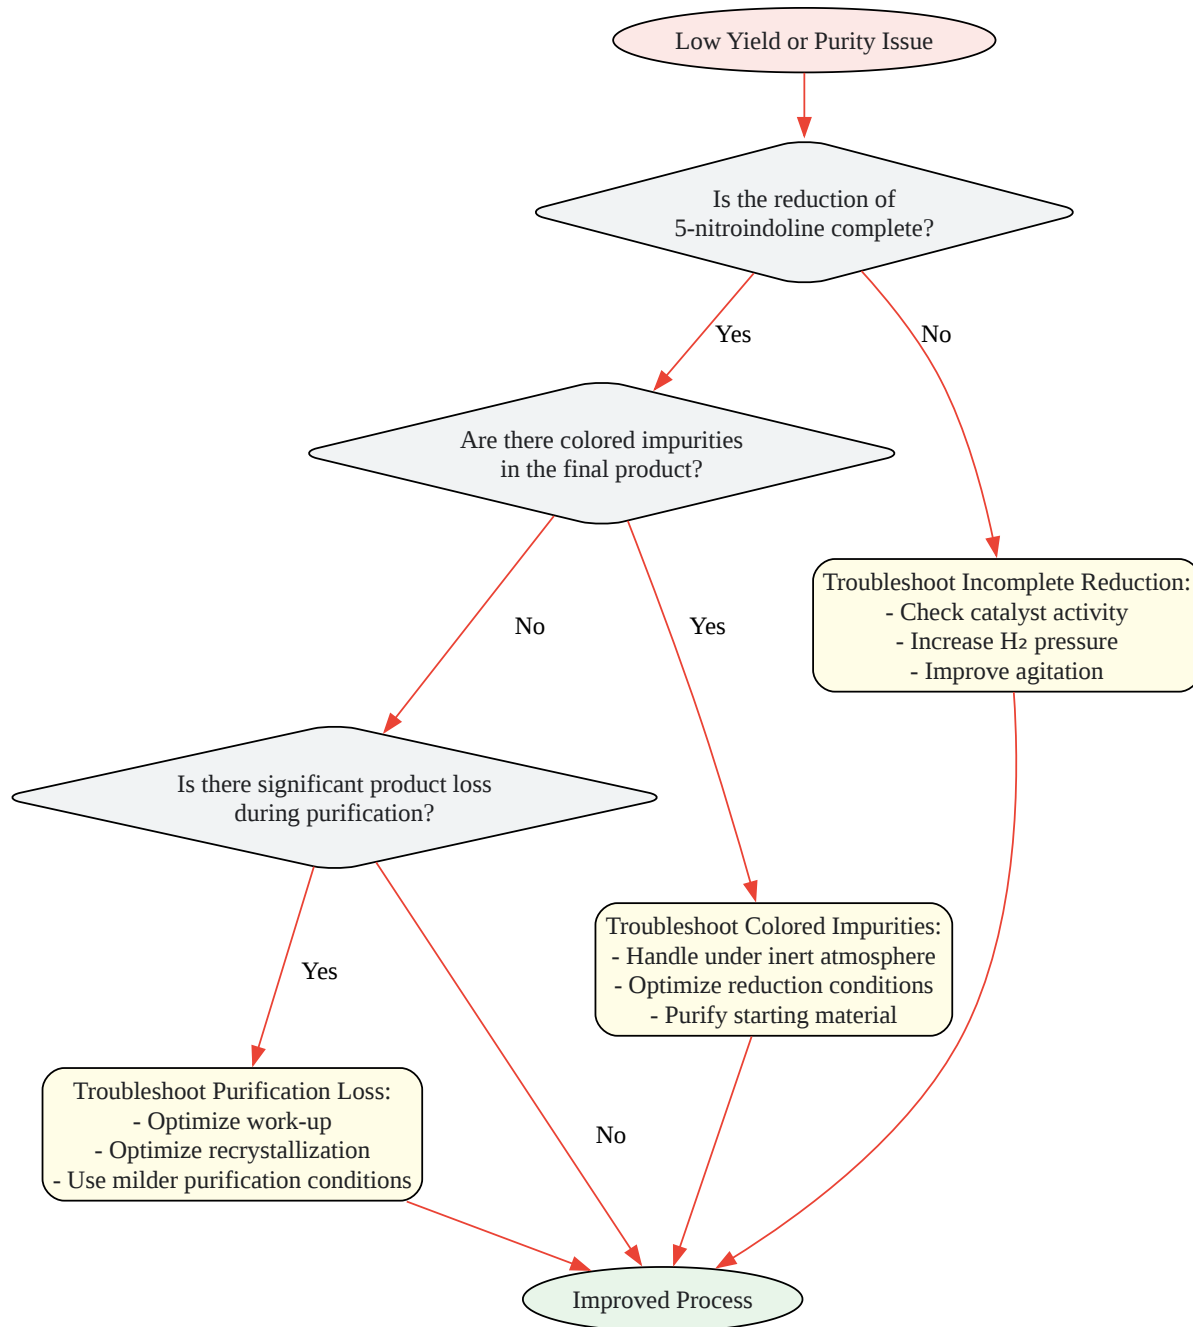 Low Yield or Purity Issue
Is the reduction of
5-nitroindoline complete?
Yes
No
Are there colored impurities
in the final product?
No
Yes
Troubleshoot Incomplete Reduction:
- Check catalyst activity
- Increase H₂ pressure
- Improve agitation
Is there significant product loss
during purification?
Yes
No
Troubleshoot Colored Impurities:
- Handle under inert atmosphere
- Optimize reduction conditions
- Purify starting material
Troubleshoot Purification Loss:
- Optimize work-up
- Optimize recrystallization
- Use milder purification conditions
Improved Process